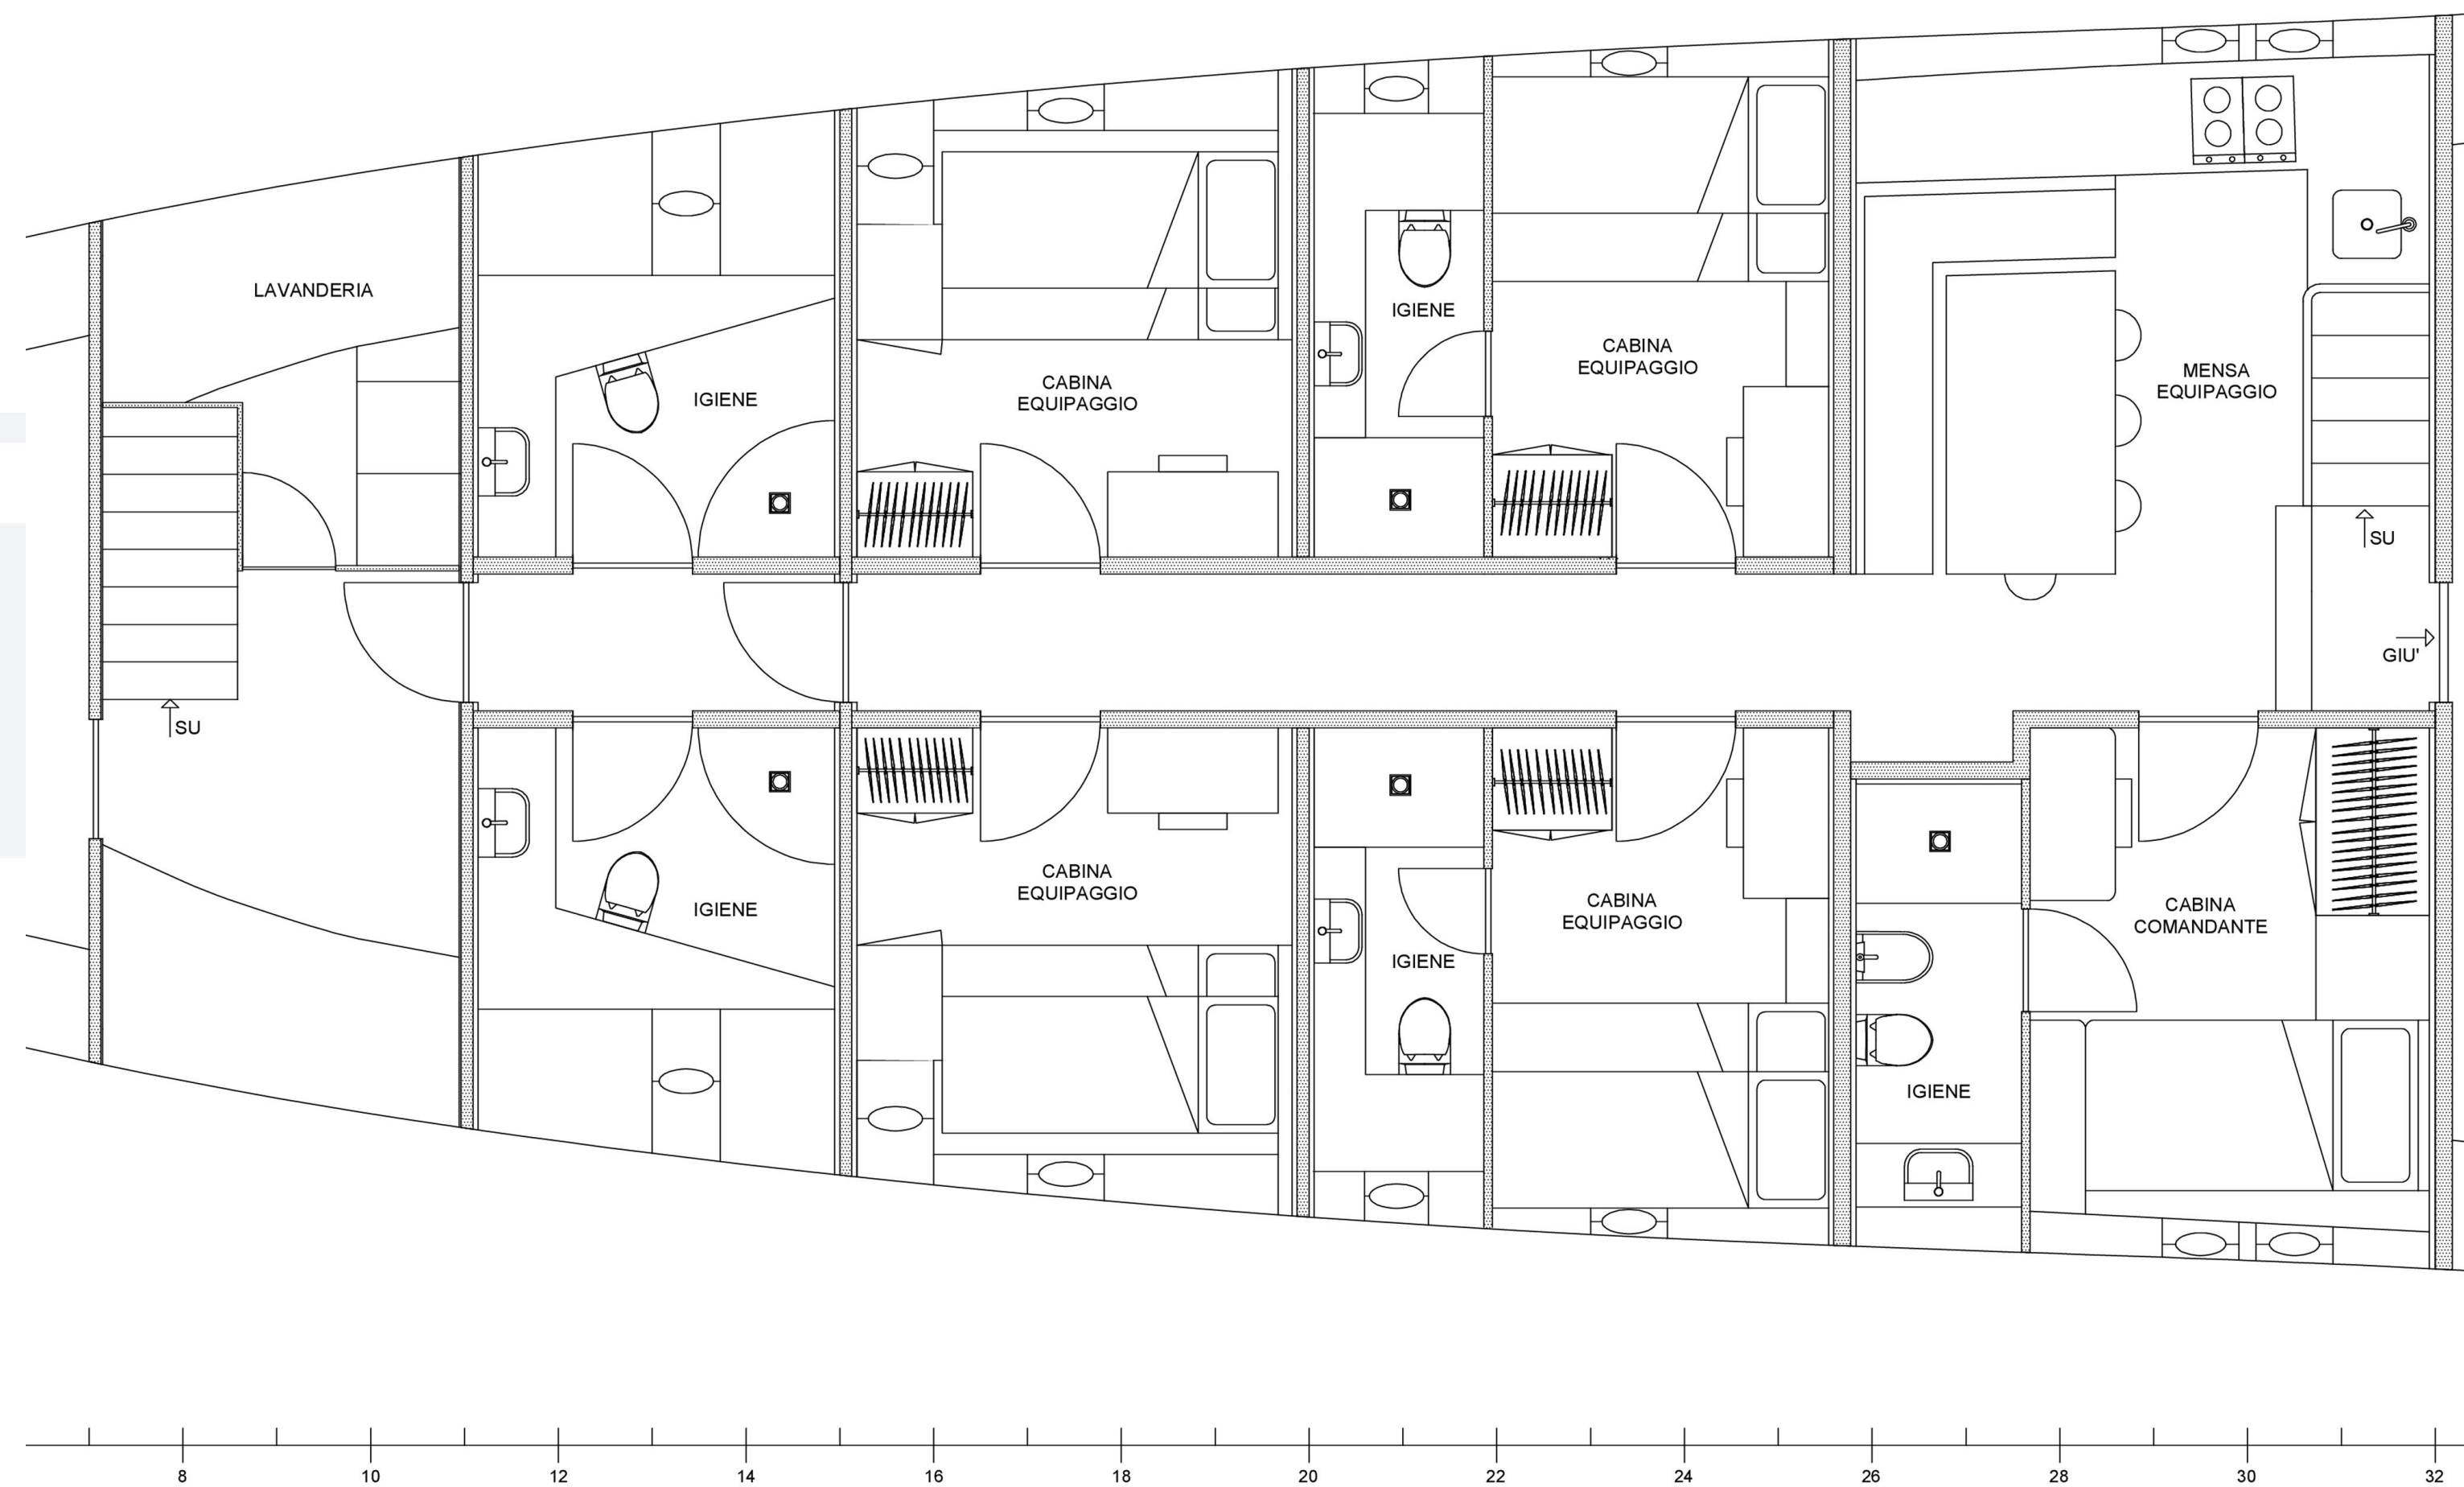 LAVANDERIA
IGIENE
CABINA
EQUIPAGGIO
IGIENE
CABINA
EQUIPAGGIO
MENSA
EQUIPAGGIO
SU
GIU'
SU
IGIENE
CABINA
EQUIPAGGIO
IGIENE
CABINA
EQUIPAGGIO
IGIENE
CABINA
COMANDANTE
8 10 12 14 16 18 20 22 24 26 28 30 32